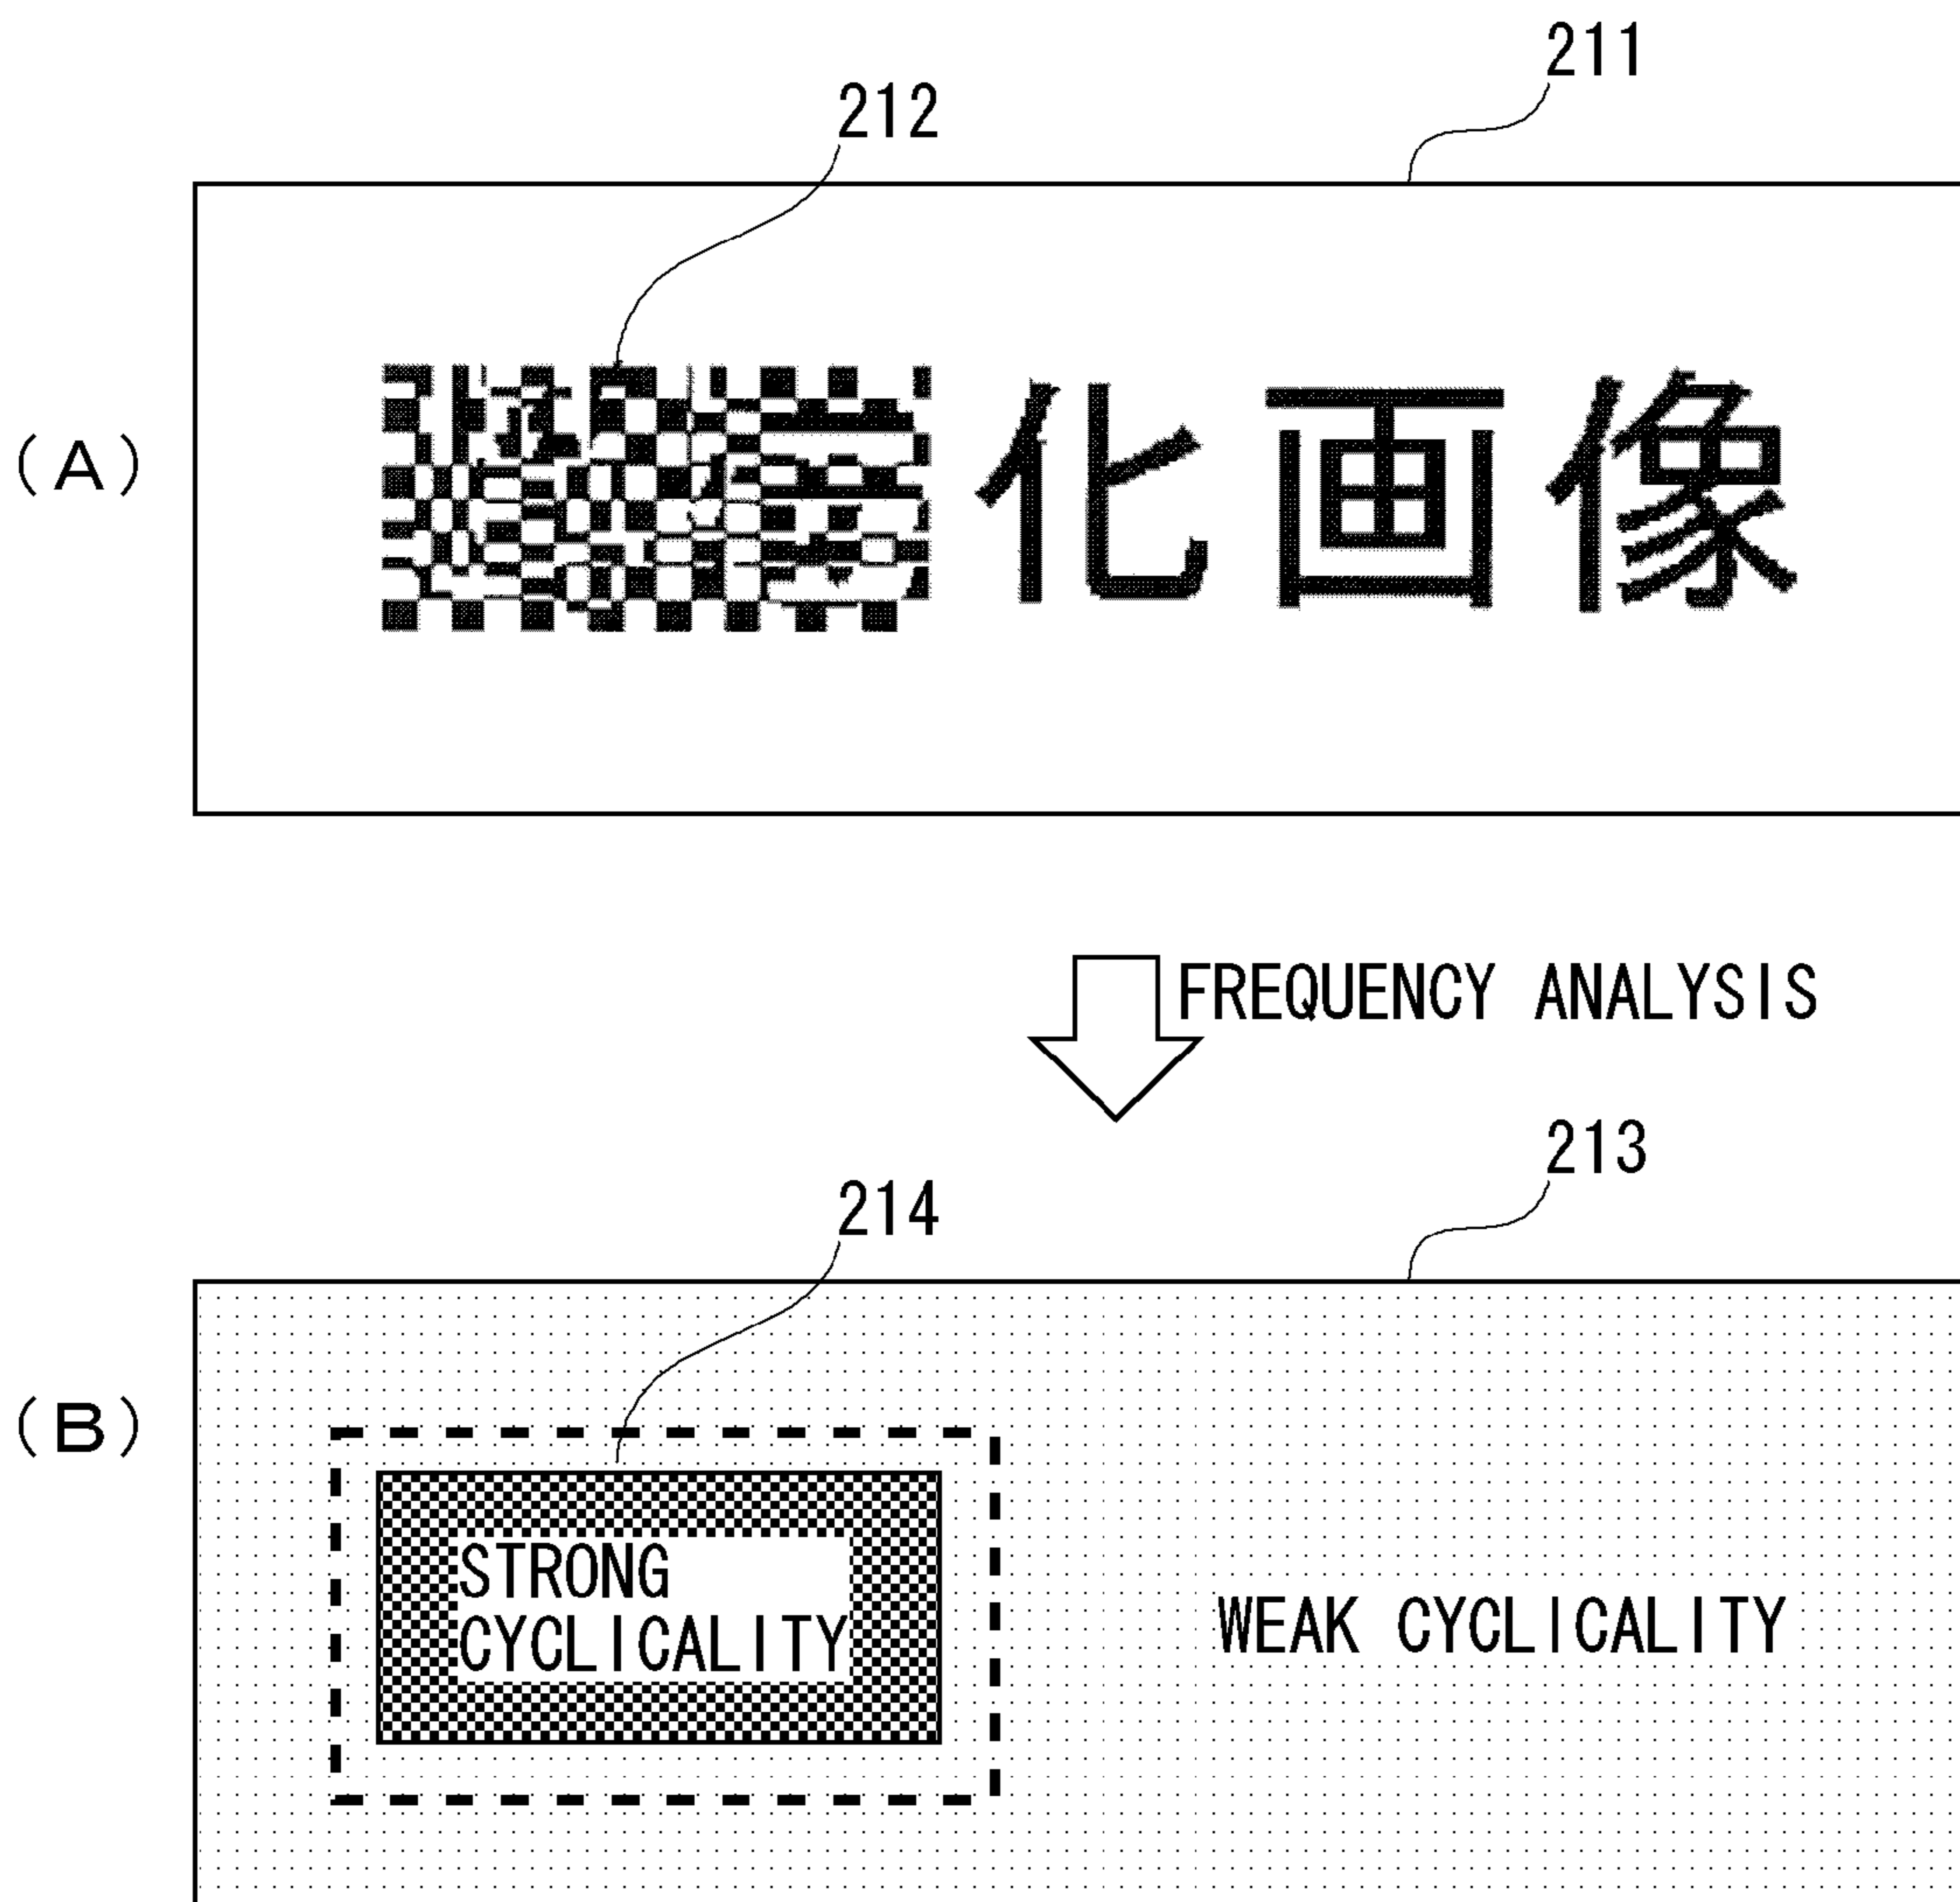 211
212
(A)
化画像
FREQUENCY ANALYSIS
213
214
(B)
STRONG
CYCLICALITY
WEAK CYCLICALITY